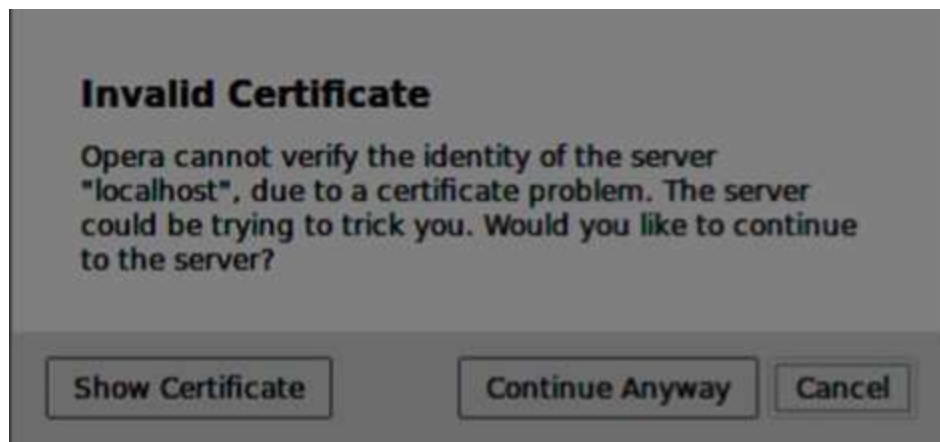 Invalid Certificate
Opera cannot verify the identity of the server
"localhost", due to a certificate problem. The server
could be trying to trick you. Would you like to continue
to the server?
Show Certificate Continue Anyway Cancel